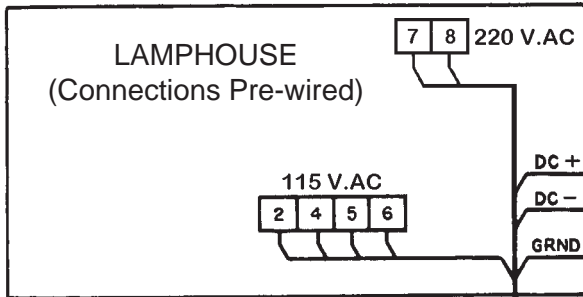 7 8 220 V.AC
LAMPHOUSE
(Connections Pre-wired)
DC +
115 V.AC
DC −
2 4 5 6
GRND